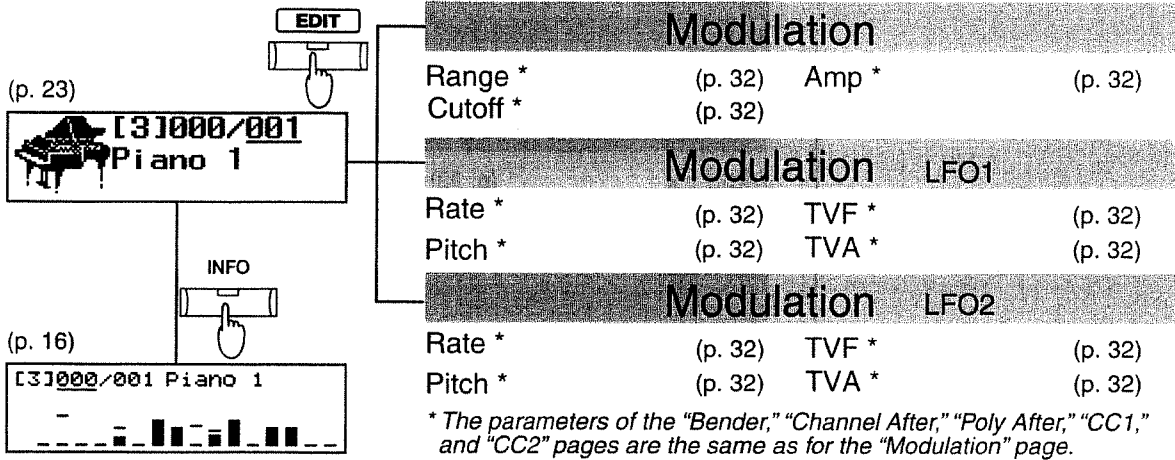 EDIT
(p. 23)
[3]000/001
Piano 1
INFO
(p. 16)
[3]000/001 Piano 1
Modulation
Range * (p. 32) Amp * (p. 32)
Cutoff * (p. 32)
Modulation LFO1
Rate * (p. 32) TVF * (p. 32)
Pitch * (p. 32) TVA * (p. 32)
Modulation LFO2
Rate * (p. 32) TVF * (p. 32)
Pitch * (p. 32) TVA * (p. 32)
* The parameters of the “Bender,” “Channel After,” “Poly After,” “CC1,”
and “CC2” pages are the same as for the “Modulation” page.